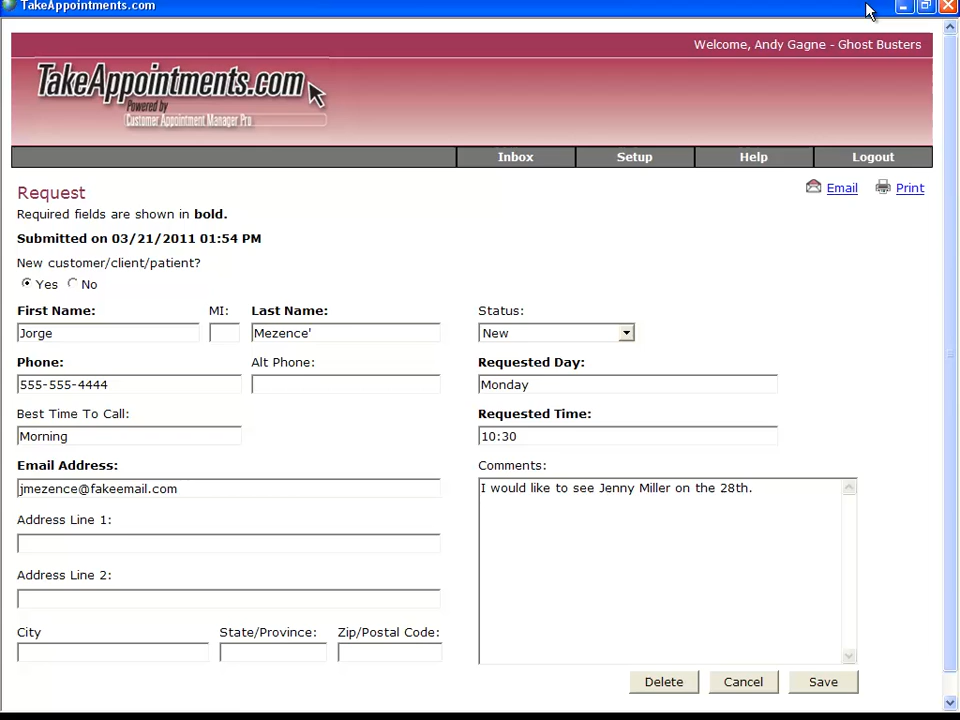 TakeAppointments.com
Welcome, Andy Gagne - Ghost Busters
TakeAppointments.com
Powered by
Customer Appointment Manager Pro
Inbox Setup Help Logout
Request
Email Print
Required fields are shown in bold.
Submitted on 03/21/2011 01:54 PM
New customer/client/patient?
Yes No
First Name: MI: Last Name: Status:
Jorge Mezence' New
Phone: Alt Phone: Requested Day:
555-555-4444 Monday
Best Time To Call: Requested Time:
Morning 10:30
Email Address: Comments:
jmezence@fakeemail.com I would like to see Jenny Miller on the 28th.
Address Line 1:
Address Line 2:
City State/Province: Zip/Postal Code:
Delete Cancel Save